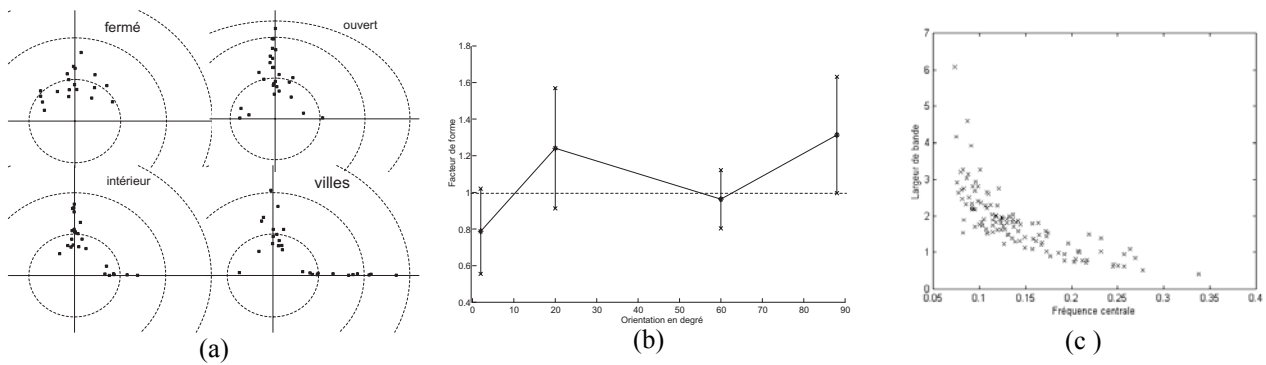 fermé
ouvert
intérieur
villes
(a)
1.8
1.6
1.4
1.2
1
0.8
0.6
0.4
Facteur de forme
0 10 20 30 40 50 60 70 80 90
Orientation en degré
(b)
7
6
5
4
3
2
1
0
Largeur de bande
0.05 0.1 0.15 0.2 0.25 0.3 0.35 0.4
Fréquence centrale
(c )